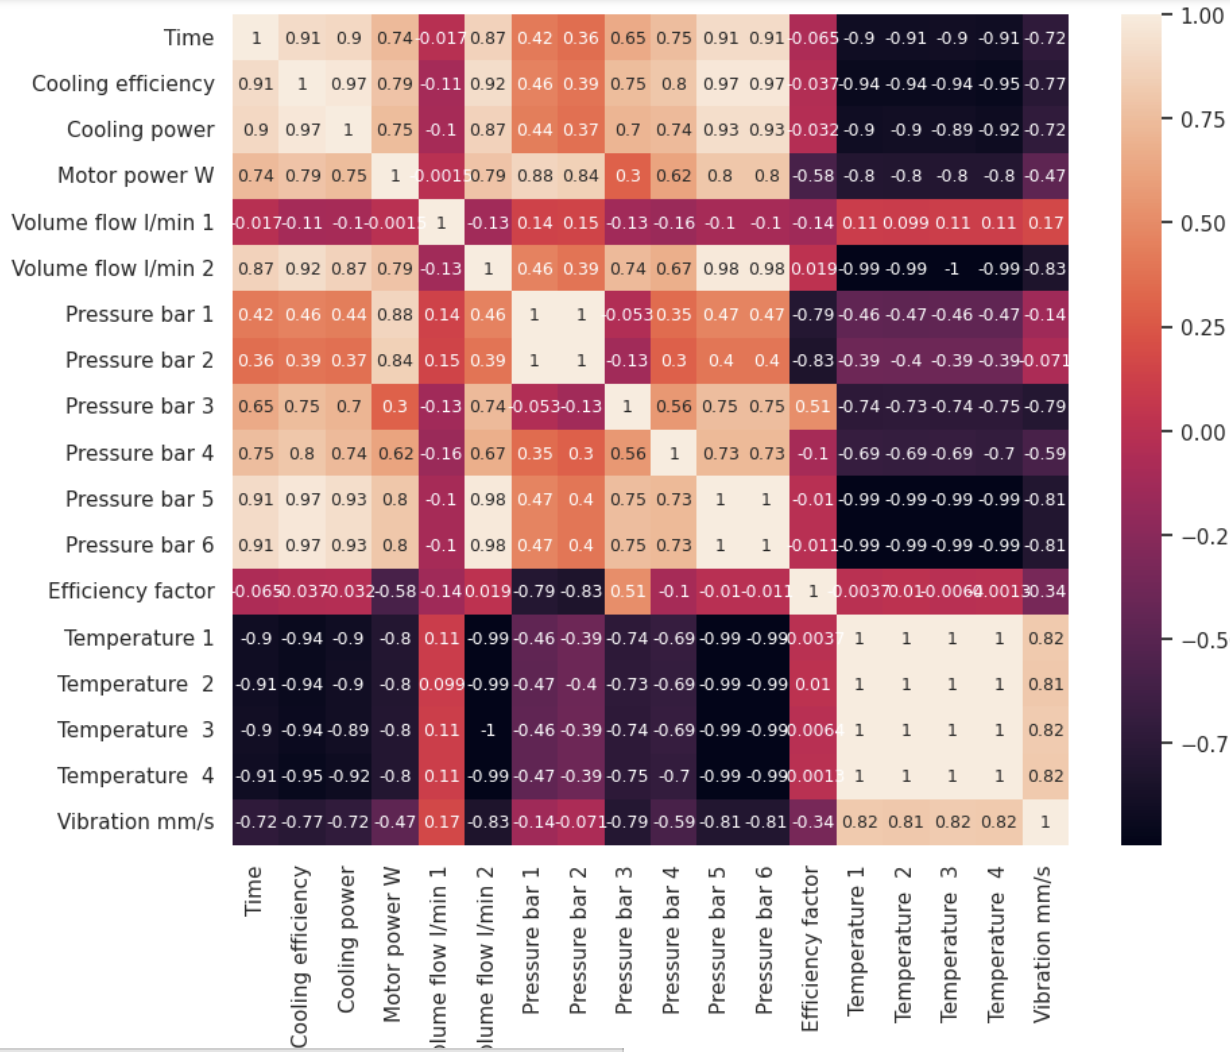 Time 1 0.91 0.9 0.74 -0.017 0.87 0.42 0.36 0.65 0.75 0.91 0.91 -0.065 -0.9 -0.91 -0.9 -0.91 -0.72
Cooling efficiency 0.91 1 0.97 0.79 -0.11 0.92 0.46 0.39 0.75 0.8 0.97 0.97 -0.037 -0.94 -0.94 -0.94 -0.95 -0.77
Cooling power 0.9 0.97 1 0.75 -0.1 0.87 0.44 0.37 0.7 0.74 0.93 0.93 -0.032 -0.9 -0.9 -0.89 -0.92 -0.72
Motor power W 0.74 0.79 0.75 1 0.0015 0.79 0.88 0.84 0.3 0.62 0.8 0.8 -0.58 -0.8 -0.8 -0.8 -0.8 -0.47
Volume flow l/min 1 -0.017 -0.11 -0.1 -0.0015 1 -0.13 0.14 0.15 -0.13 -0.16 -0.1 -0.1 -0.14 0.11 0.099 0.11 0.11 0.17
Volume flow l/min 2 0.87 0.92 0.87 0.79 -0.13 1 0.46 0.39 0.74 0.67 0.98 0.98 0.019 -0.99 -0.99 -1 -0.99 -0.83
Pressure bar 1 0.42 0.46 0.44 0.88 0.14 0.46 1 1 -0.053 0.35 0.47 0.47 -0.79 -0.46 -0.47 -0.46 -0.47 -0.14
Pressure bar 2 0.36 0.39 0.37 0.84 0.15 0.39 1 1 -0.13 0.3 0.4 0.4 -0.83 -0.39 -0.4 -0.39 -0.39 -0.071
Pressure bar 3 0.65 0.75 0.7 0.3 -0.13 0.74 -0.053 -0.13 1 0.56 0.75 0.75 0.51 -0.74 -0.73 -0.74 -0.75 -0.79
Pressure bar 4 0.75 0.8 0.74 0.62 -0.16 0.67 0.35 0.3 0.56 1 0.73 0.73 -0.1 -0.69 -0.69 -0.69 -0.7 -0.59
Pressure bar 5 0.91 0.97 0.93 0.8 -0.1 0.98 0.47 0.4 0.75 0.73 1 1 -0.01 -0.99 -0.99 -0.99 -0.99 -0.81
Pressure bar 6 0.91 0.97 0.93 0.8 -0.1 0.98 0.47 0.4 0.75 0.73 1 1 -0.011 -0.99 -0.99 -0.99 -0.99 -0.81
Efficiency factor -0.065 -0.037 -0.032 -0.58 -0.14 0.019 -0.79 -0.83 0.51 -0.1 -0.01 -0.011 1 0.0037 0.01 -0.0064 0.0013 -0.34
Temperature 1 -0.9 -0.94 -0.9 -0.8 0.11 -0.99 -0.46 -0.39 -0.74 -0.69 -0.99 -0.99 0.0037 1 1 1 1 0.82
Temperature 2 -0.91 -0.94 -0.9 -0.8 0.099 -0.99 -0.47 -0.4 -0.73 -0.69 -0.99 -0.99 0.01 1 1 1 1 0.81
Temperature 3 -0.9 -0.94 -0.89 -0.8 0.11 -1 -0.46 -0.39 -0.74 -0.69 -0.99 -0.99 0.0064 1 1 1 1 0.82
Temperature 4 -0.91 -0.95 -0.92 -0.8 0.11 -0.99 -0.47 -0.39 -0.75 -0.7 -0.99 -0.99 0.0013 1 1 1 1 0.82
Vibration mm/s -0.72 -0.77 -0.72 -0.47 0.17 -0.83 -0.14 -0.071 -0.79 -0.59 -0.81 -0.81 -0.34 0.82 0.81 0.82 0.82 1
Time
Cooling efficiency
Cooling power
Motor power W
olume flow l/min 1
olume flow l/min 2
Pressure bar 1
Pressure bar 2
Pressure bar 3
Pressure bar 4
Pressure bar 5
Pressure bar 6
Efficiency factor
Temperature 1
Temperature 2
Temperature 3
Temperature 4
Vibration mm/s
1.00
0.75
0.50
0.25
0.00
−0.2
−0.5
−0.7